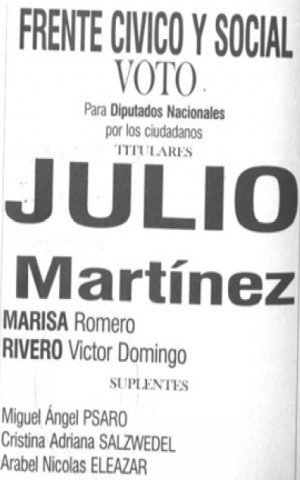 FRENTE CIVICO Y SOCIAL
VOTO
Para Diputados Nacionales
por los ciudadanos
TITULARES
JULIO
Martínez
MARISA Romero
RIVERO Victor Domingo
SUPLENTES
Miguel Ángel PSARO
Cristina Adriana SALZWEDEL
Arabel Nicolas ELEAZAR